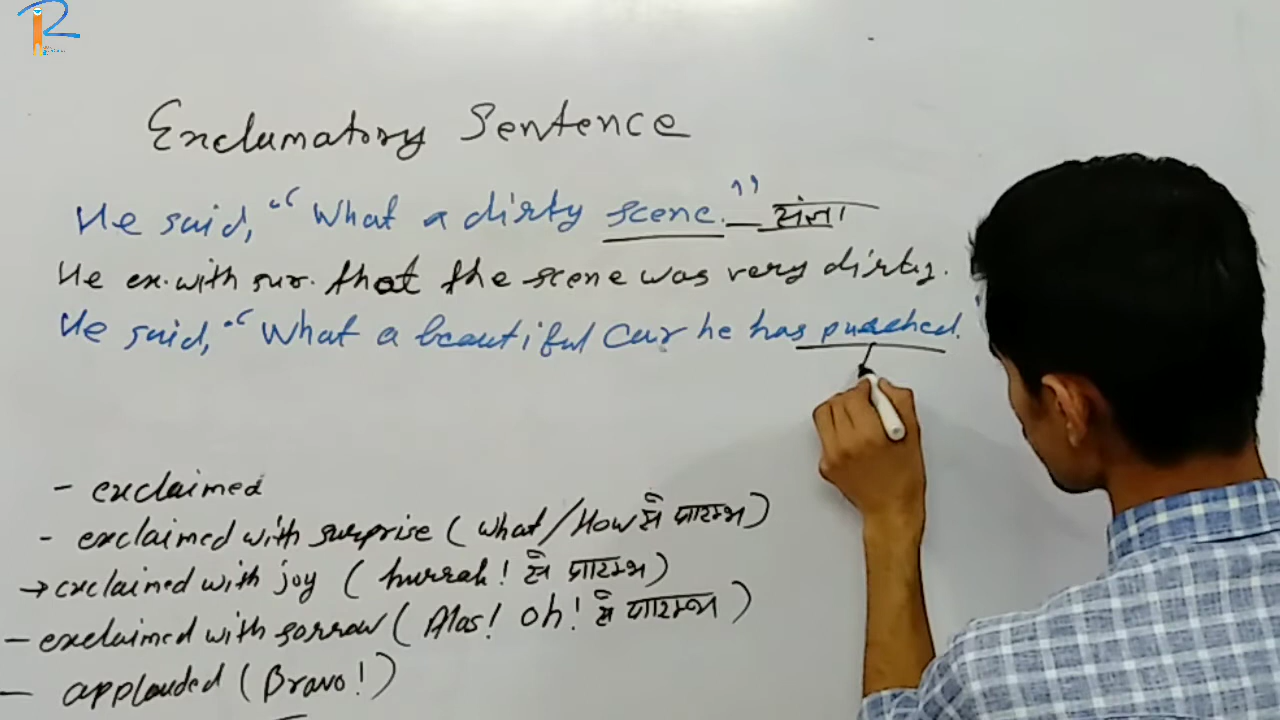 Exclamatory Sentence
He said, "What a dirty scene." — संज्ञा
He ex. with sur. that the scene was very dirty.
He said, "What a beautiful Car he has puached.
- exclaimed
- exclaimed with surprise (what/How से प्रारम्भ)
→ exclaimed with joy (hurrah! से प्रारम्भ)
- exclaimed with sorrow (Alas! Oh! से प्रारम्भ)
- applouded (Bravo!)